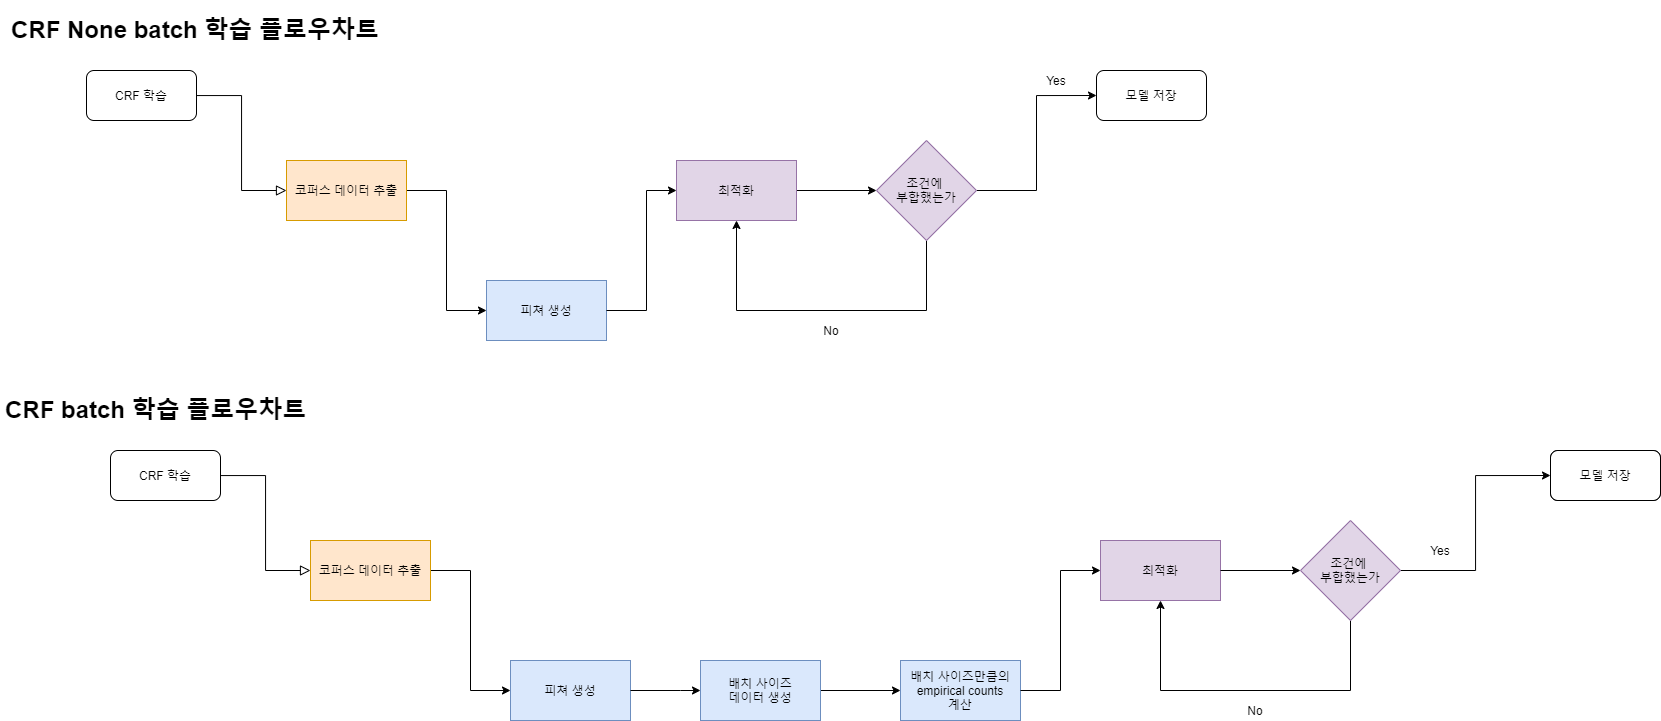 CRF None batch 학습 플로우차트
CRF 학습
코퍼스 데이터 추출
피쳐 생성
최적화
조건에
부합했는가
Yes
No
모델 저장
CRF batch 학습 플로우차트
CRF 학습
코퍼스 데이터 추출
피쳐 생성
배치 사이즈
데이터 생성
배치 사이즈만큼의
empirical counts
계산
최적화
조건에
부합했는가
Yes
No
모델 저장